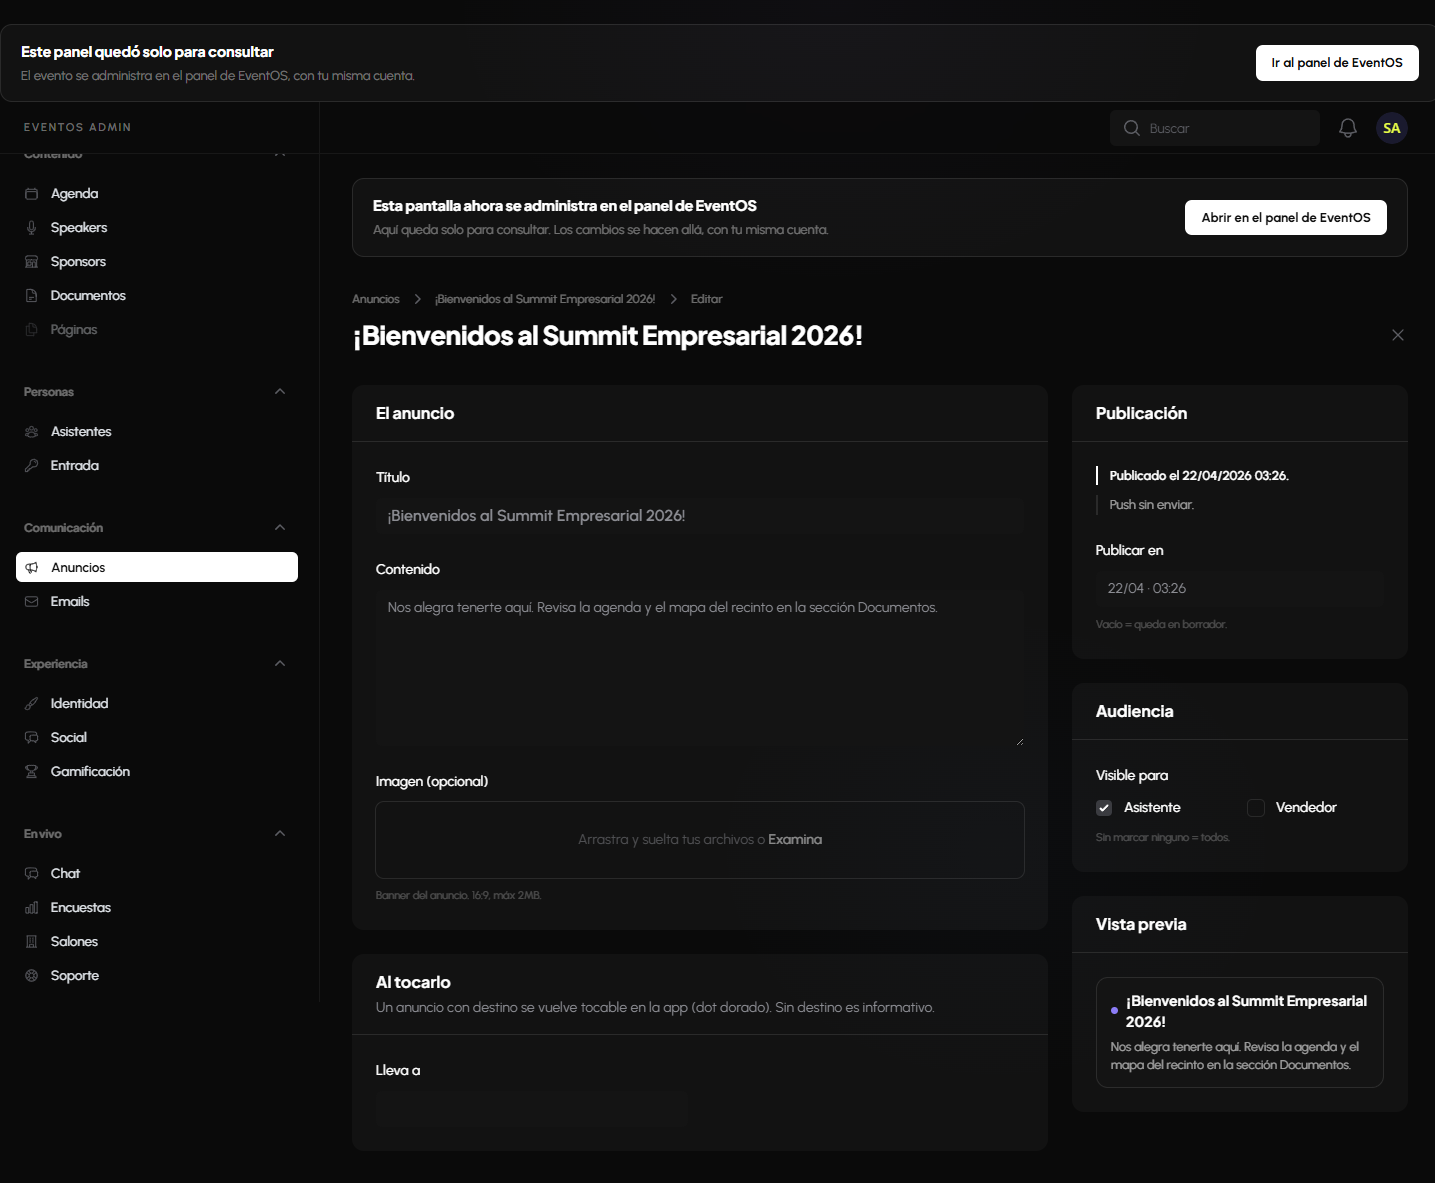 Este panel quedó solo para consultar
El evento se administra en el panel de EventOS, con tu misma cuenta.
Ir al panel de EventOS
EVENTOS ADMIN
Buscar
SA
Contenido
Agenda
Speakers
Sponsors
Documentos
Páginas
Personas
Asistentes
Entrada
Comunicación
Anuncios
Emails
Experiencia
Identidad
Social
Gamificación
En vivo
Chat
Encuestas
Salones
Soporte
Esta pantalla ahora se administra en el panel de EventOS
Aquí queda solo para consultar. Los cambios se hacen allá, con tu misma cuenta.
Abrir en el panel de EventOS
Anuncios > ¡Bienvenidos al Summit Empresarial 2026! > Editar
¡Bienvenidos al Summit Empresarial 2026!
El anuncio
Título
¡Bienvenidos al Summit Empresarial 2026!
Contenido
Nos alegra tenerte aquí. Revisa la agenda y el mapa del recinto en la sección Documentos.
Imagen (opcional)
Arrastra y suelta tus archivos o Examina
Banner del anuncio. 16:9, máx 2MB.
Al tocarlo
Un anuncio con destino se vuelve tocable en la app (dot dorado). Sin destino es informativo.
Lleva a
Publicación
Publicado el 22/04/2026 03:26.
Push sin enviar.
Publicar en
22/04 · 03:26
Vacío = queda en borrador.
Audiencia
Visible para
Asistente
Vendedor
Sin marcar ninguno = todos.
Vista previa
¡Bienvenidos al Summit Empresarial
2026!
Nos alegra tenerte aquí. Revisa la agenda y el
mapa del recinto en la sección Documentos.